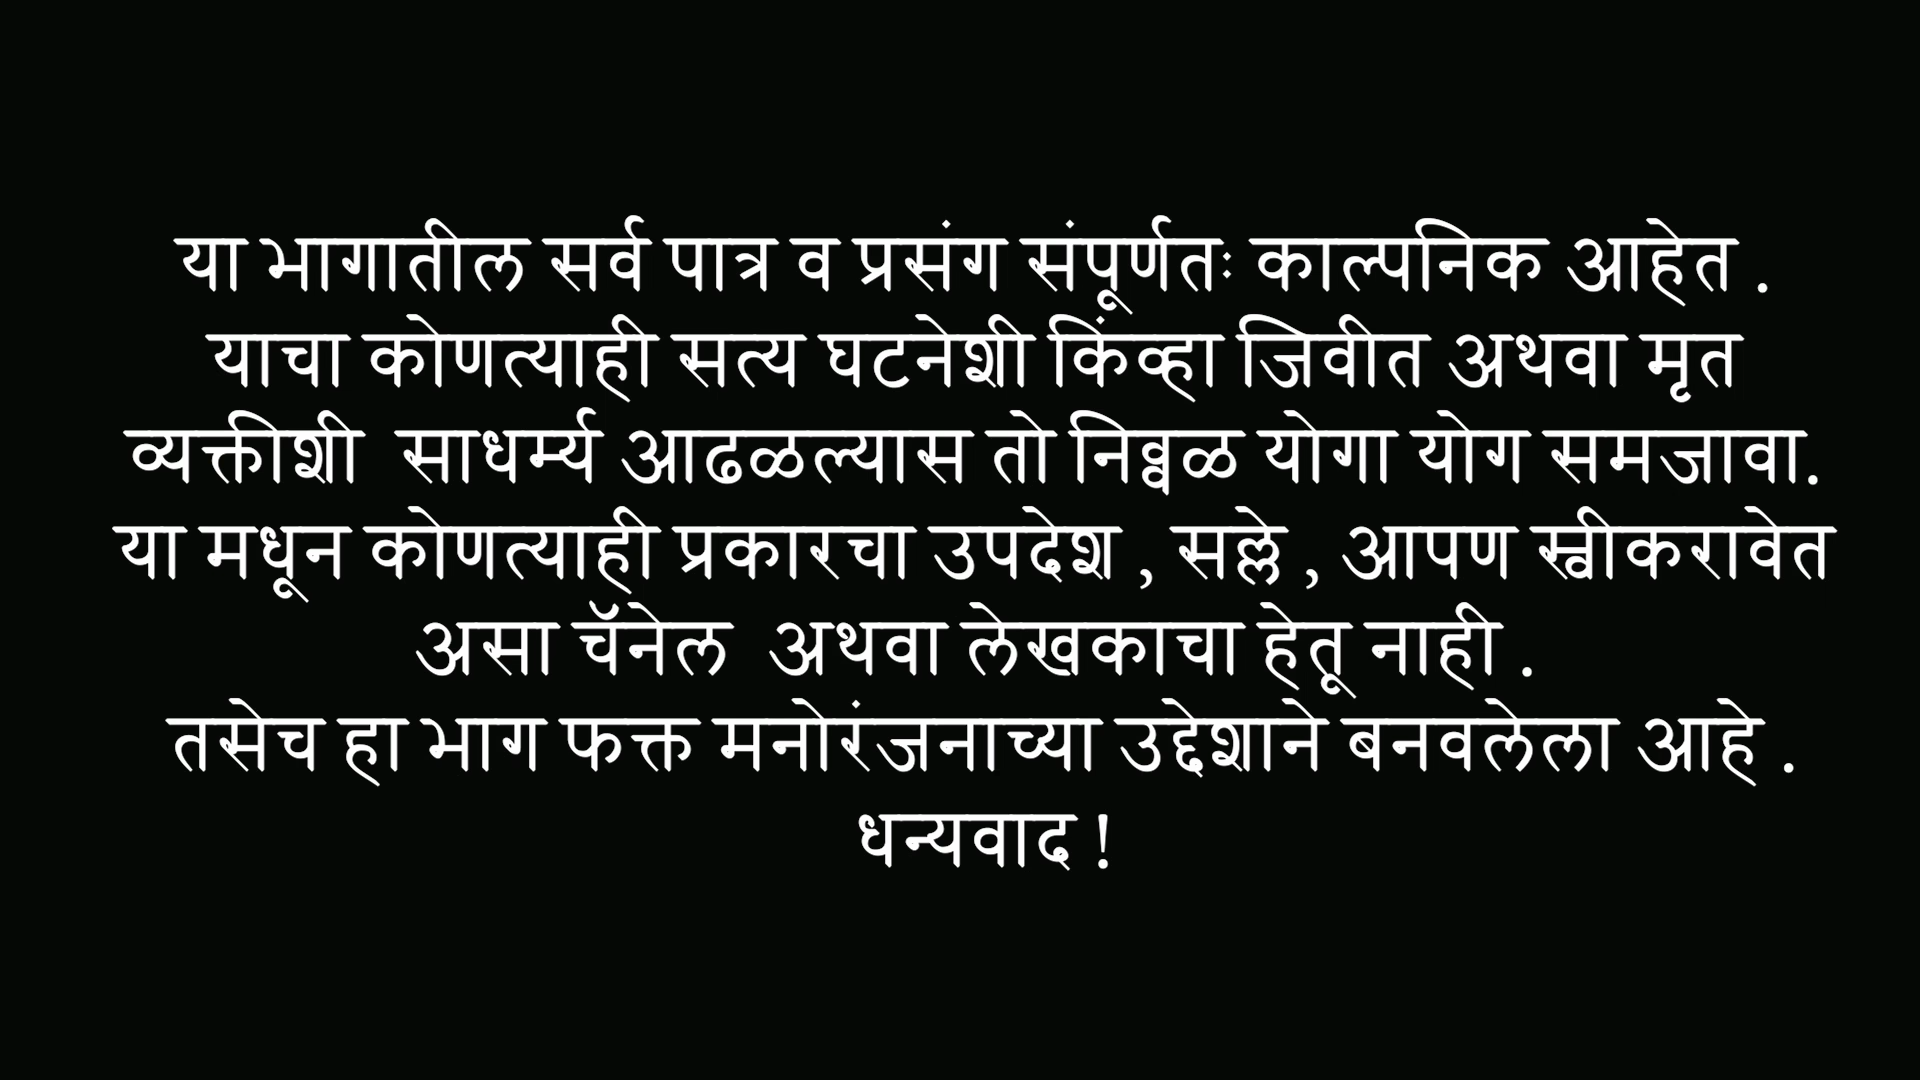 या भागातील सर्व पात्र व प्रसंग संपूर्णतः काल्पनिक आहेत .
याचा कोणत्याही सत्य घटनेशी किंव्हा जिवीत अथवा मृत
व्यक्तीशी साधर्म्य आढळल्यास तो निव्वळ योगा योग समजावा.
या मधून कोणत्याही प्रकारचा उपदेश , सल्ले , आपण स्वीकरावेत
असा चॅनेल अथवा लेखकाचा हेतू नाही .
तसेच हा भाग फक्त मनोरंजनाच्या उद्देशाने बनवलेला आहे .
धन्यवाद !